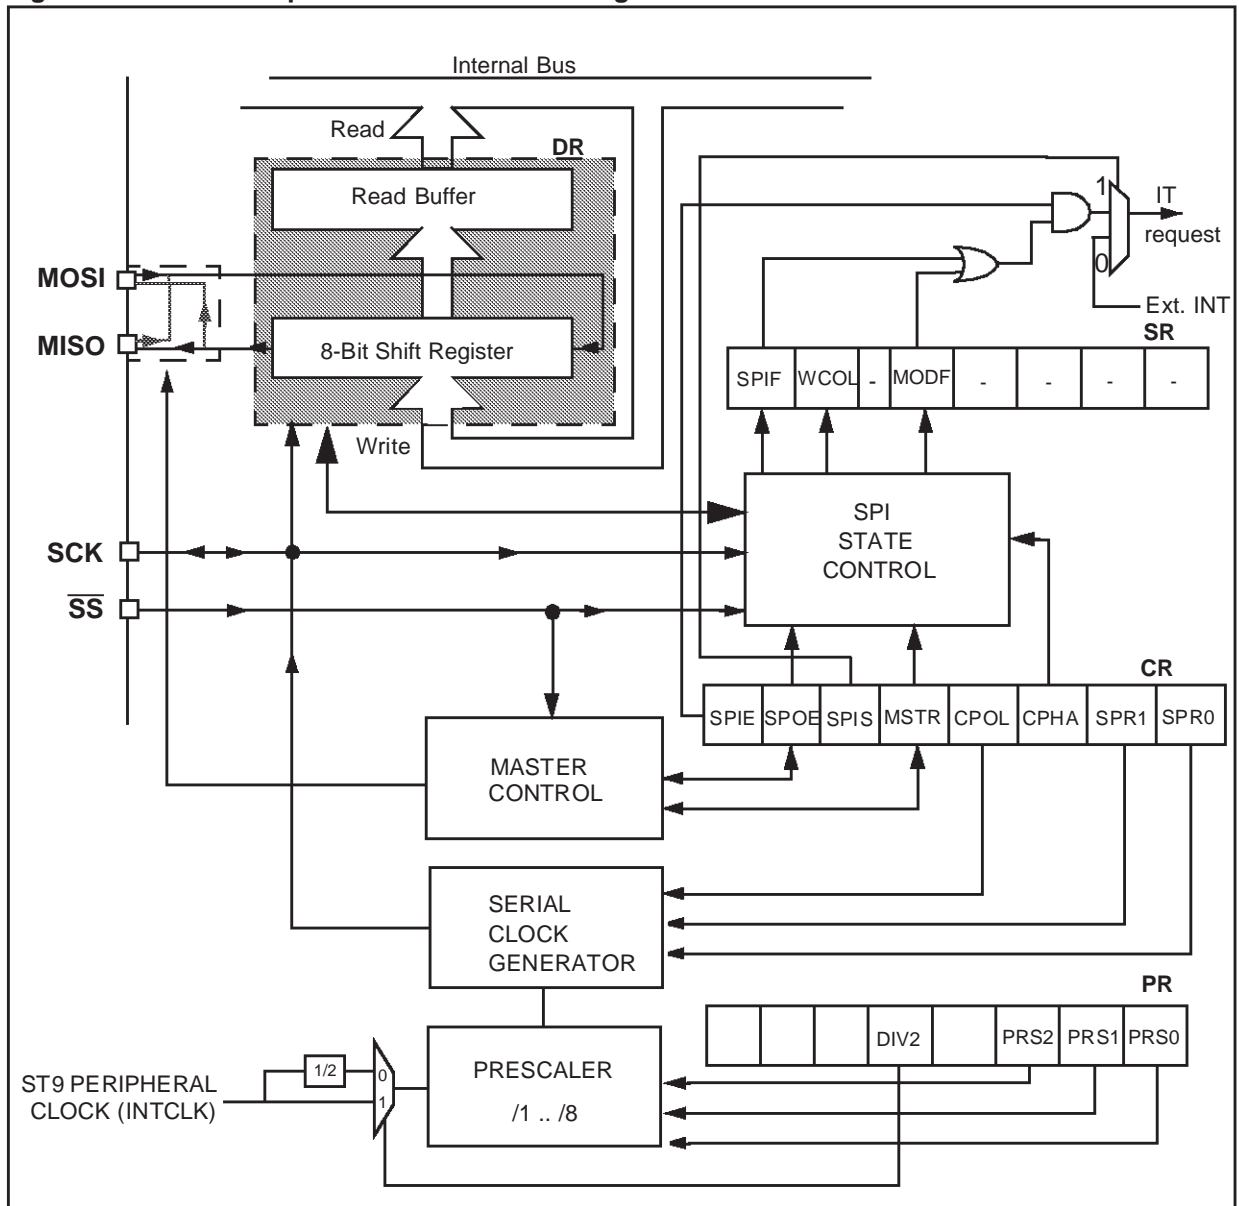 Internal Bus
Read
DR
Read Buffer
1
IT
request
0
MOSI
Ext. INT
SR
MISO
8-Bit Shift Register
SPIF WCOL - MODF - - - -
Write
SPI
STATE
CONTROL
SCK
SS
CR
SPIE SPOE SPIS MSTR CPOL CPHA SPR1 SPR0
MASTER
CONTROL
SERIAL
CLOCK
GENERATOR
PR
DIV2 PRS2 PRS1 PRS0
1/2
0
1
ST9 PERIPHERAL
CLOCK (INTCLK)
PRESCALER
/1 .. /8